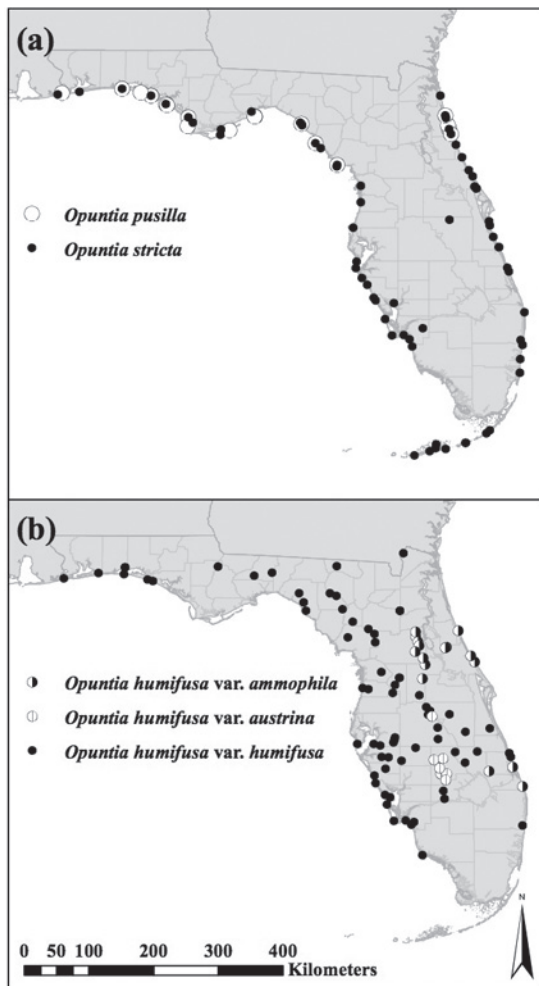 (a)
Opuntia pusilla
Opuntia stricta
(b)
Opuntia humifusa var. ammophila
Opuntia humifusa var. austrina
Opuntia humifusa var. humifusa
N
0 50 100 200 300 400
Kilometers